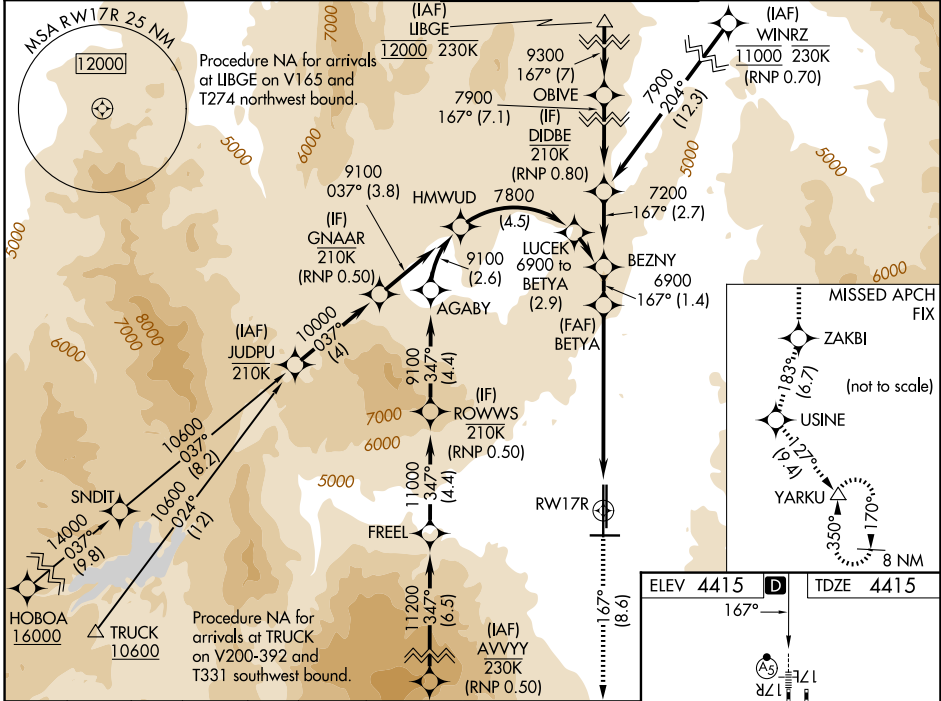 MSA RW17R 25 NM
12000
Procedure NA for arrivals
at LIBGE on V165 and
T274 northwest bound.
7000
6000
5000
(IAF)
LIBGE
12000 230K
9300
167° (7)
OBIVE
7900
167° (7.1)
(IF)
DIDBE
210K
(RNP 0.80)
(IAF)
WINRZ
11000 230K
(RNP 0.70)
7900
204°
(12.3)
5000
5000
6000
7200
167° (2.7)
9100
037° (3.8)
HMWUD
7800
(4.5)
(IF)
GNAAR
210K
(RNP 0.50)
9100
(2.6)
AGABY
LUCEK
6900 to
BETYA
(2.9)
BEZNY
6900
167° (1.4)
(FAF)
BETYA
5000
6000
7000
8000
(IAF)
JUDPU
210K
10000
037°
(4)
9100
347°
(4.4)
(IF)
ROWWS
210K
(RNP 0.50)
7000
6000
5000
11000
347°
(4.4)
FREEL
10600
037°
(8.2)
10600
024°
(12)
SNDIT
14000
037°
(9.8)
HOBOA
16000
TRUCK
10600
Procedure NA for
arrivals at TRUCK
on V200-392 and
T331 southwest bound.
11200
347°
(6.5)
(IAF)
AVVYY
230K
(RNP 0.50)
RW17R
167°
(8.6)
MISSED APCH
FIX
ZAKBI
183°
(6.7)
(not to scale)
USINE
127°
(9.4)
YARKU
350°
170°
8 NM
ELEV 4415
D
TDZE 4415
167°
A5
17L
17R